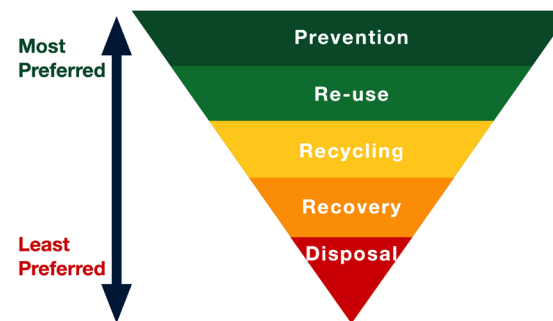 Most
Preferred
Prevention
Re-use
Recycling
Recovery
Least
Preferred
Disposal